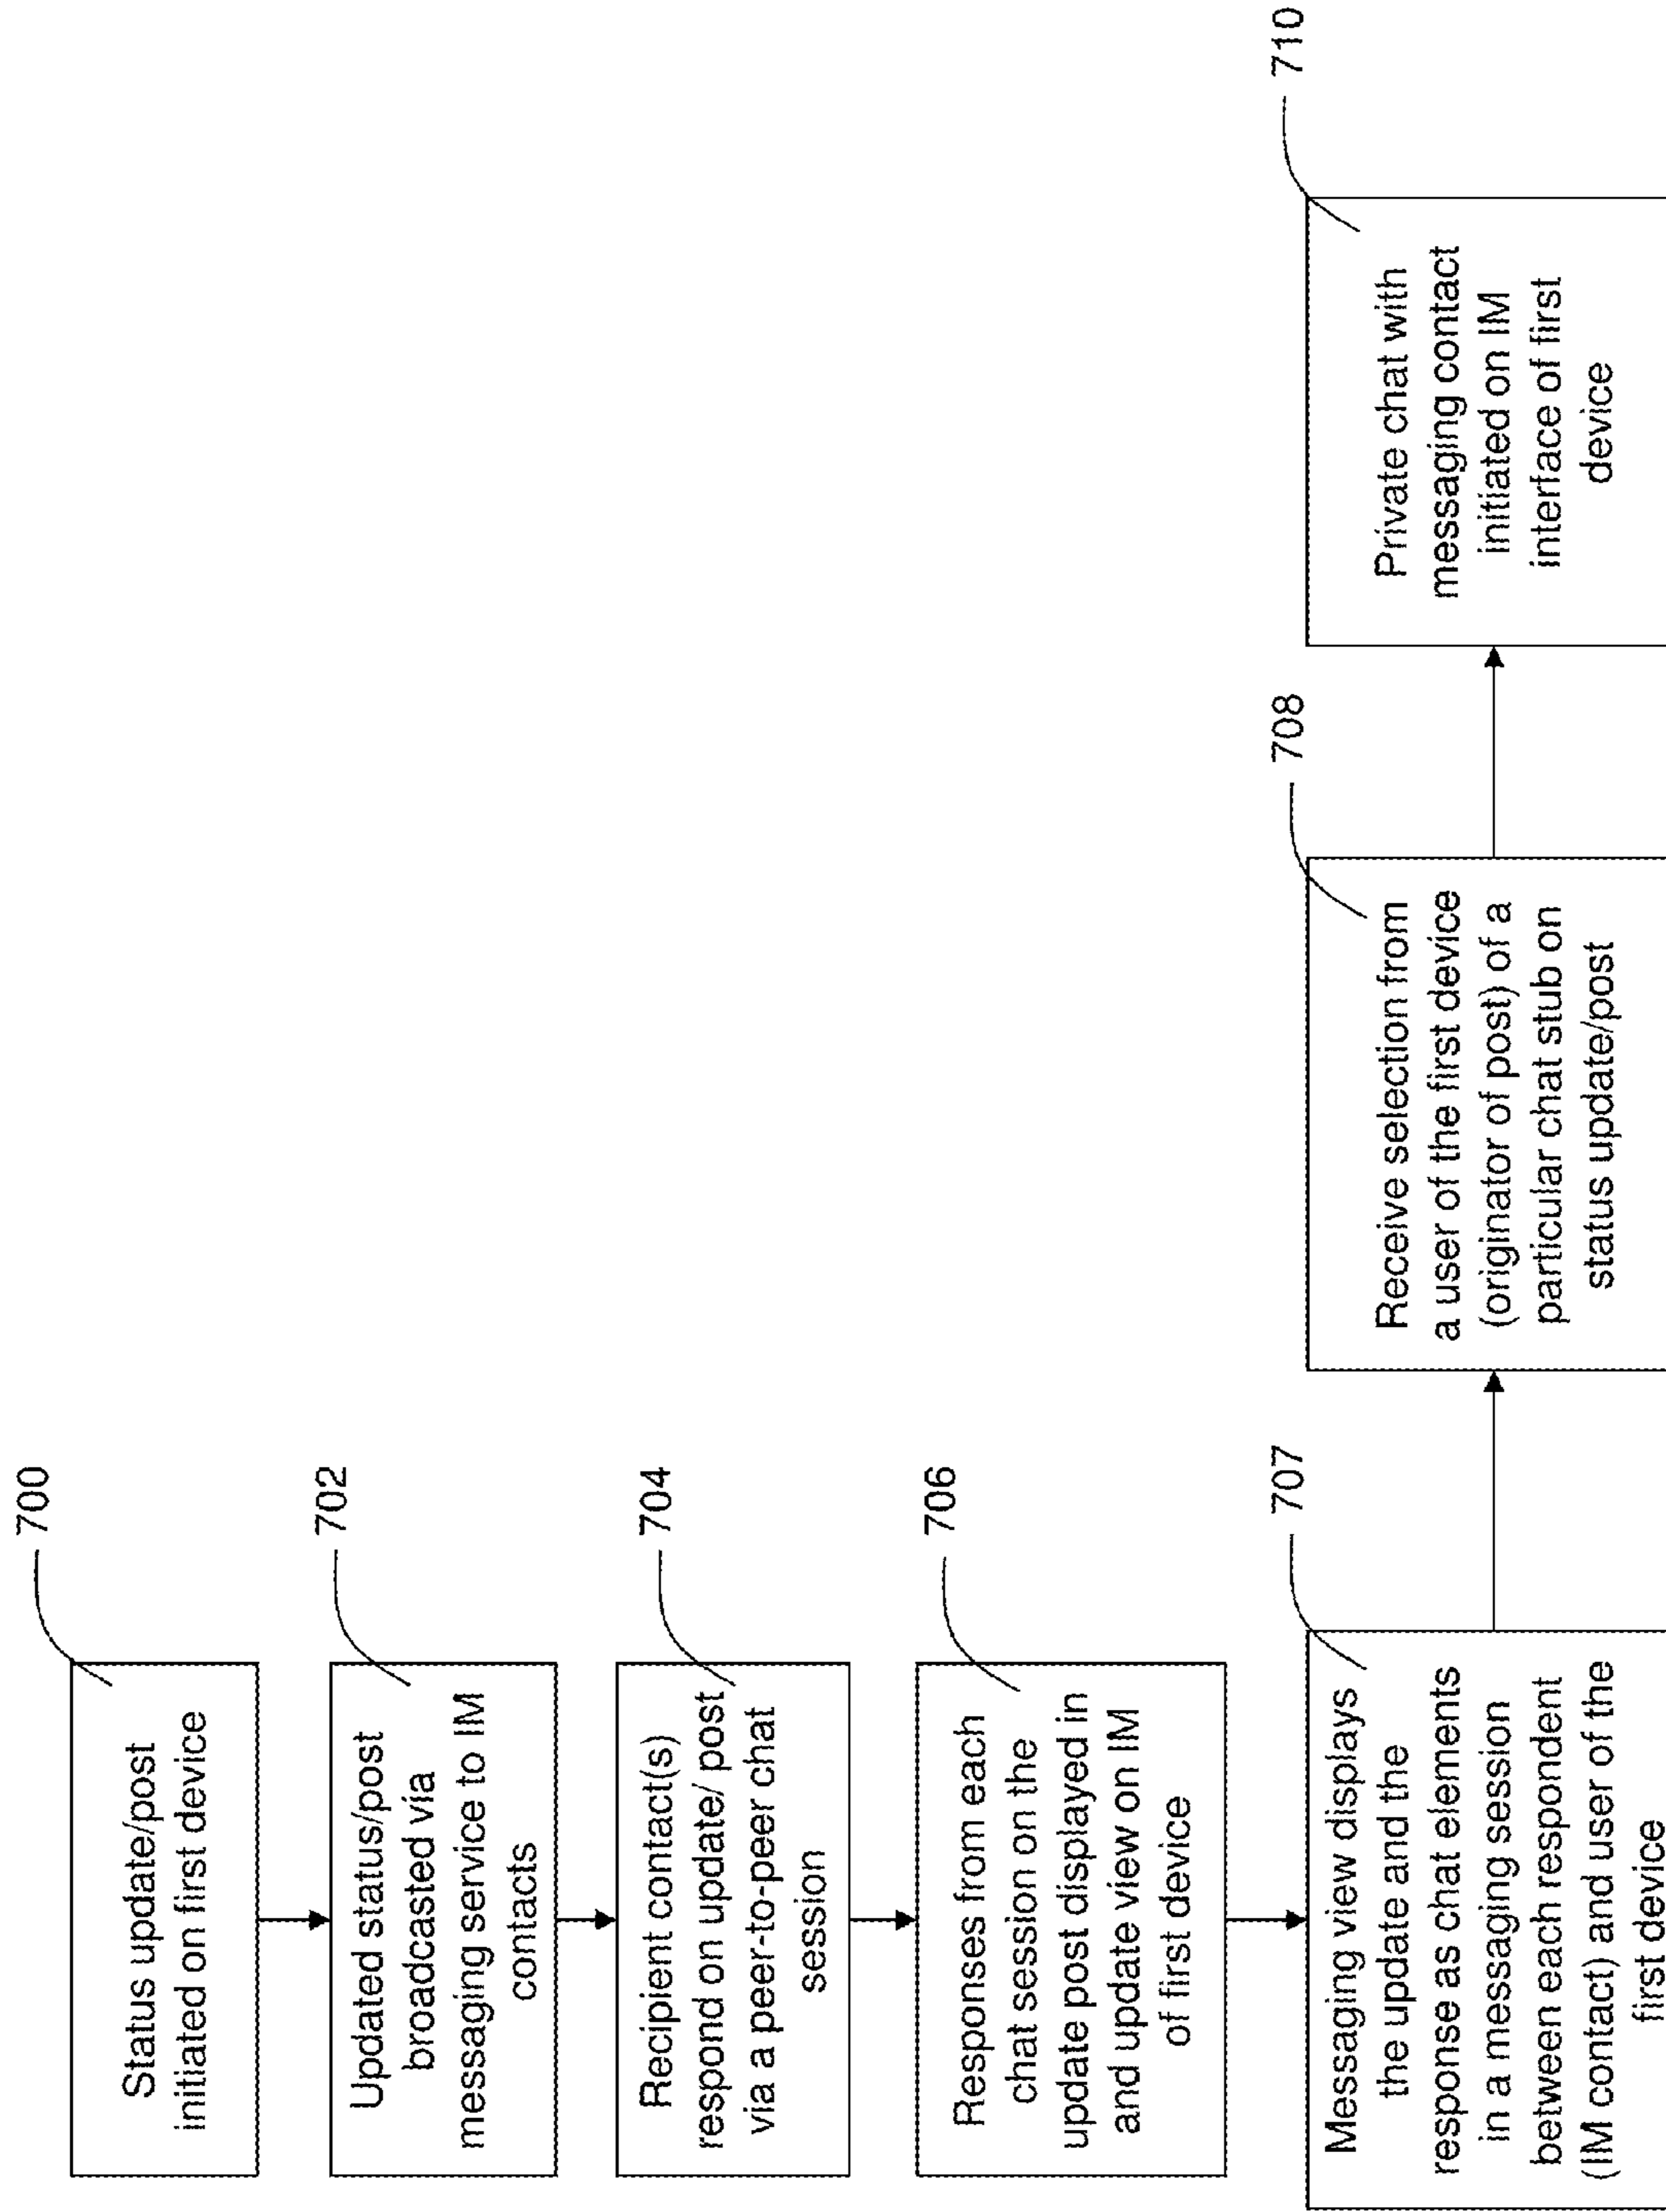 700
Status update/post
initiated on first device
702
Updated status/post
broadcasted via
messaging service to IM
contacts
704
Recipient contact(s)
respond on update/ post
via a peer-to-peer chat
session
706
Responses from each
chat session on the
update post displayed in
and update view on IM
of first device
707
Messaging view displays
the update and the
response as chat elements
in a messaging session
between each respondent
(IM contact) and user of the
first device
708
Receive selection from
a user of the first device
(originator of post) of a
particular chat stub on
status update/post
710
Private chat with
messaging contact
initiated on IM
interface of first
device